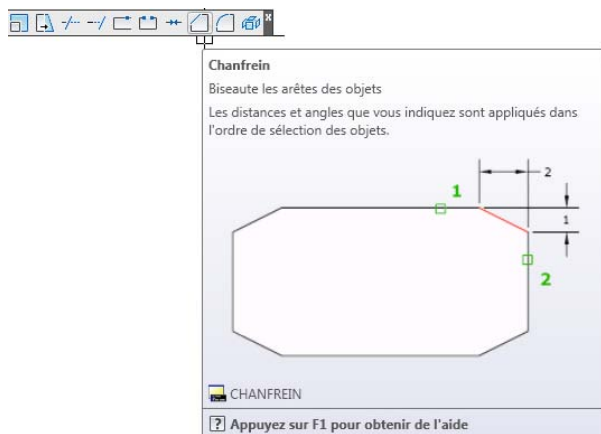 Chanfrein
Biseaute les arêtes des objets
Les distances et angles que vous indiquez sont appliqués dans
l'ordre de sélection des objets.
2
1
1
2
CHANFREIN
? Appuyez sur F1 pour obtenir de l'aide